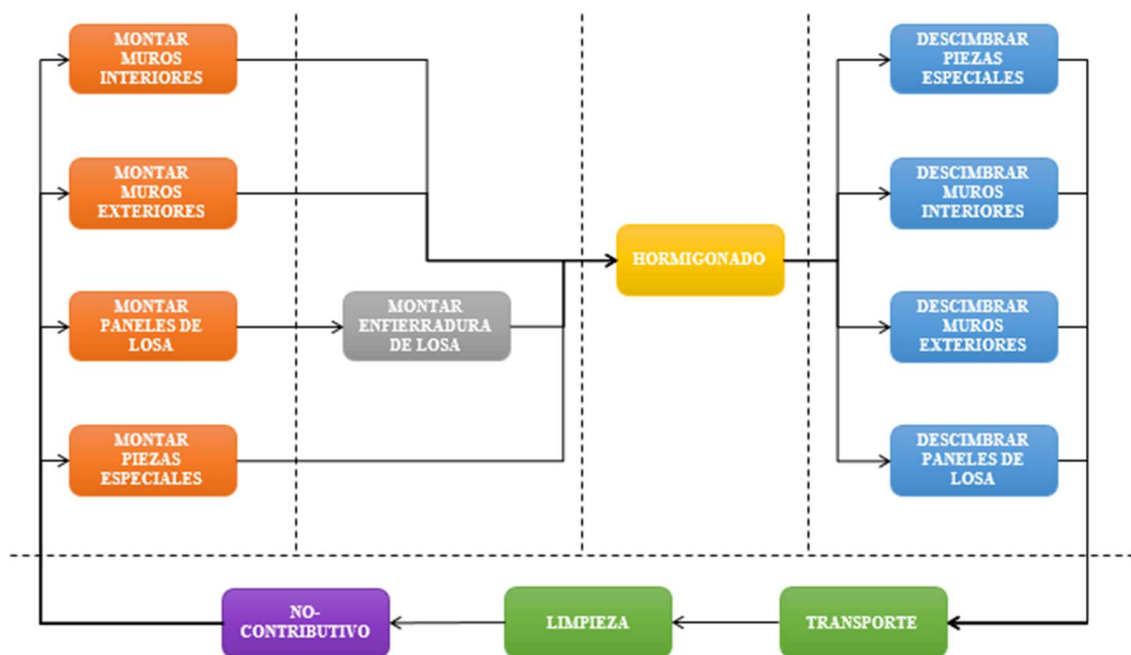 MONTAR
MUROS
INTERIORES
MONTAR
MUROS
EXTERIORES
MONTAR
PANELES DE
LOSA
MONTAR
PIEZAS
ESPECIALES
MONTAR
ENFIERRADURA
DE LOSA
HORMIGONADO
DESCIMBRAR
PIEZAS
ESPECIALES
DESCIMBRAR
MUROS
INTERIORES
DESCIMBRAR
MUROS
EXTERIORES
DESCIMBRAR
PANELES DE
LOSA
NO-
CONTRIBUTIVO
LIMPIEZA
TRANSPORTE